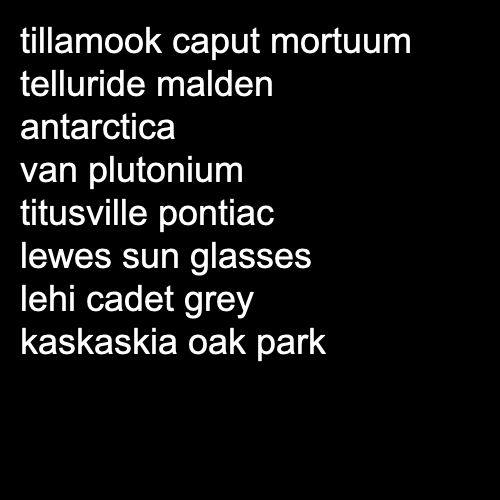 tillamook caput mortuum
telluride malden
antarctica
van plutonium
titusville pontiac
lewes sun glasses
lehi cadet grey
kaskaskia oak park